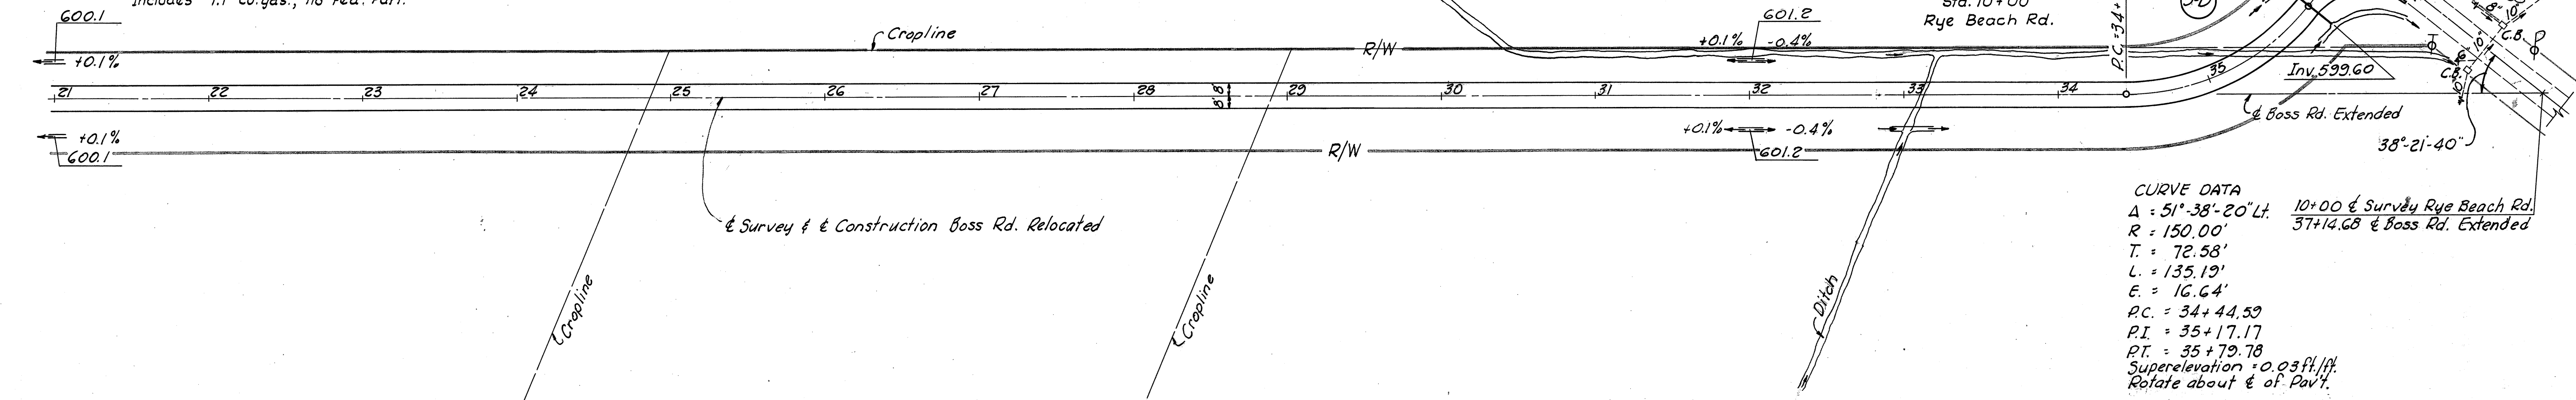 Includes 4.1 Cu.yds., no Fed. Part.
600.1
+0.1%
Cropline
R/W
601.2
+0.1% -0.4%
Sta. 10+00
Rye Beach Rd.
P.C. = 34+
C.B.
C.B.
Inv. 599.60
21 22 23 24 25 26 27 28 29 30 31 32 33 34 35
8' 8'
℄ Boss Rd. Extended
38°-21'-40"
+0.1%
600.1
R/W
+0.1% -0.4%
601.2
℄ Survey & ℄ Construction Boss Rd. Relocated
Cropline
Cropline
Ditch
10+00 ℄ Survey Rye Beach Rd.
37+14.68 ℄ Boss Rd. Extended
CURVE DATA
Δ = 51°-38'-20" Lt.
R = 150.00'
T. = 72.58'
L. = 135.19'
E. = 16.64'
P.C. = 34+44.59
P.I. = 35+17.17
P.T. = 35+79.78
Superelevation = 0.03 ft./ft.
Rotate about ℄ of Pav't.